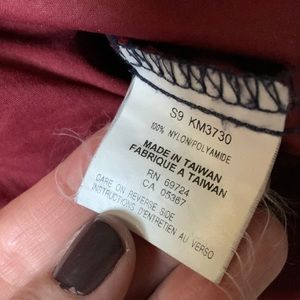 S9 KM3730
100% NYLON/POLYAMIDE
MADE IN TAIWAN
FABRIQUE A TAIWAN
RN 69724
CA 05367
CARE ON REVERSE SIDE
INSTRUCTIONS D'ENTRETIEN AU VERSO